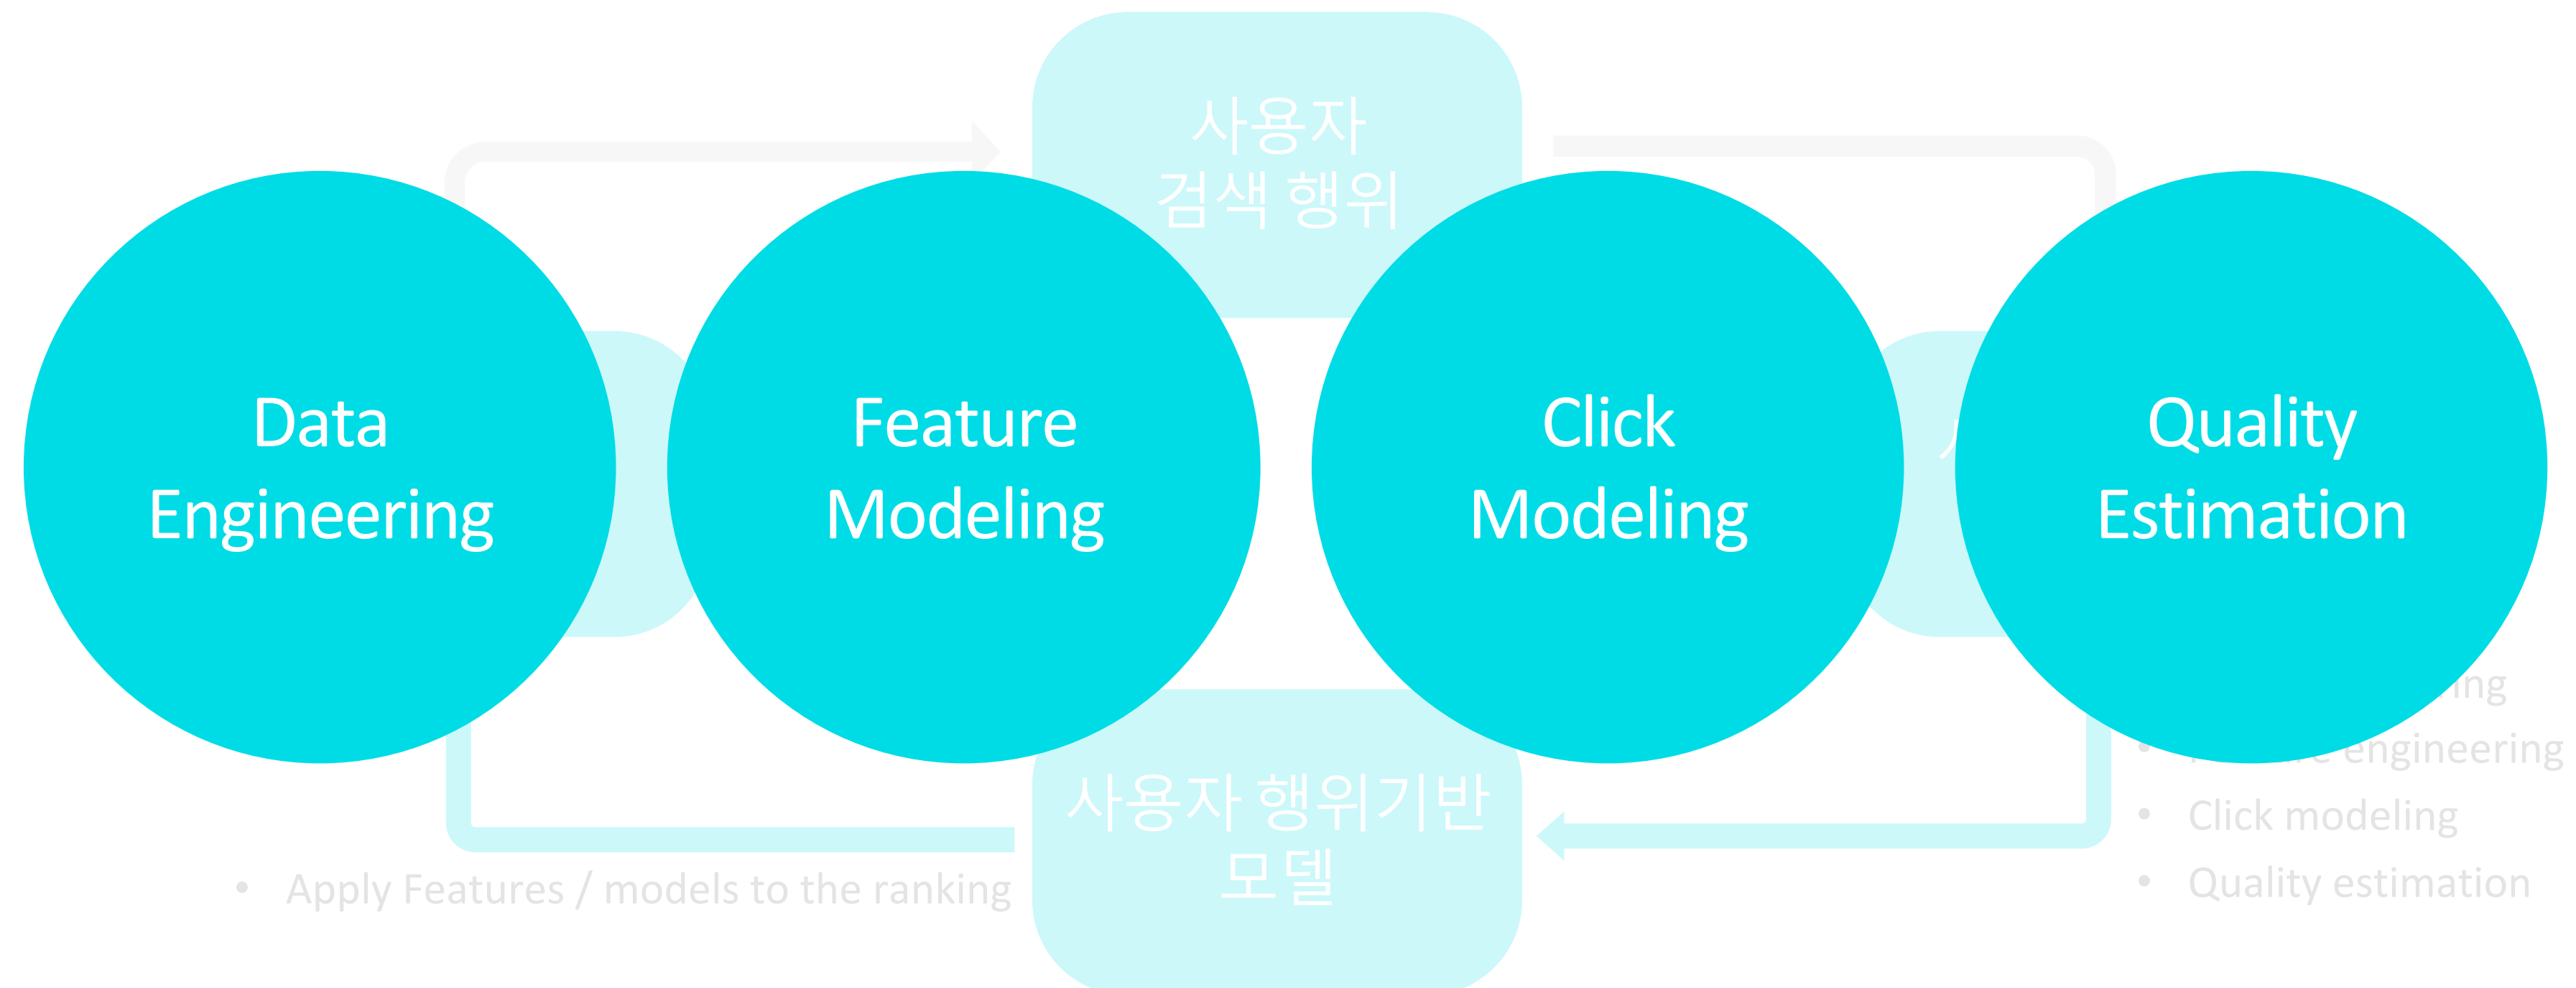 사용자
검색 행위
Data
Engineering
Feature
Modeling
Click
Modeling
Quality
Estimation
engineering
사용자 행위기반
모델
• Click modeling
• Quality estimation
• Apply Features / models to the ranking